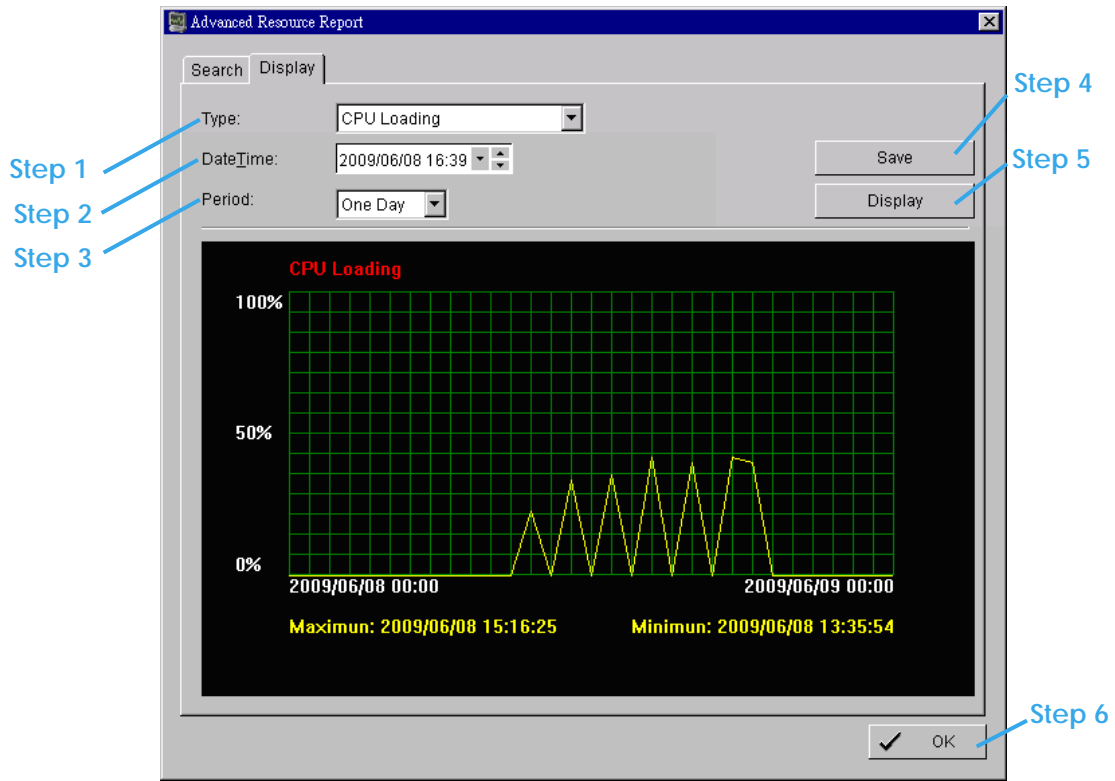 Advanced Resource Report
Search Display
Step 4
Type: CPU Loading
Step 1
DateTime: 2009/06/08 16:39
Save
Step 5
Step 2
Period: One Day
Display
Step 3
CPU Loading
100%
50%
0%
2009/06/08 00:00 2009/06/09 00:00
Maximun: 2009/06/08 15:16:25 Minimun: 2009/06/08 13:35:54
Step 6
OK